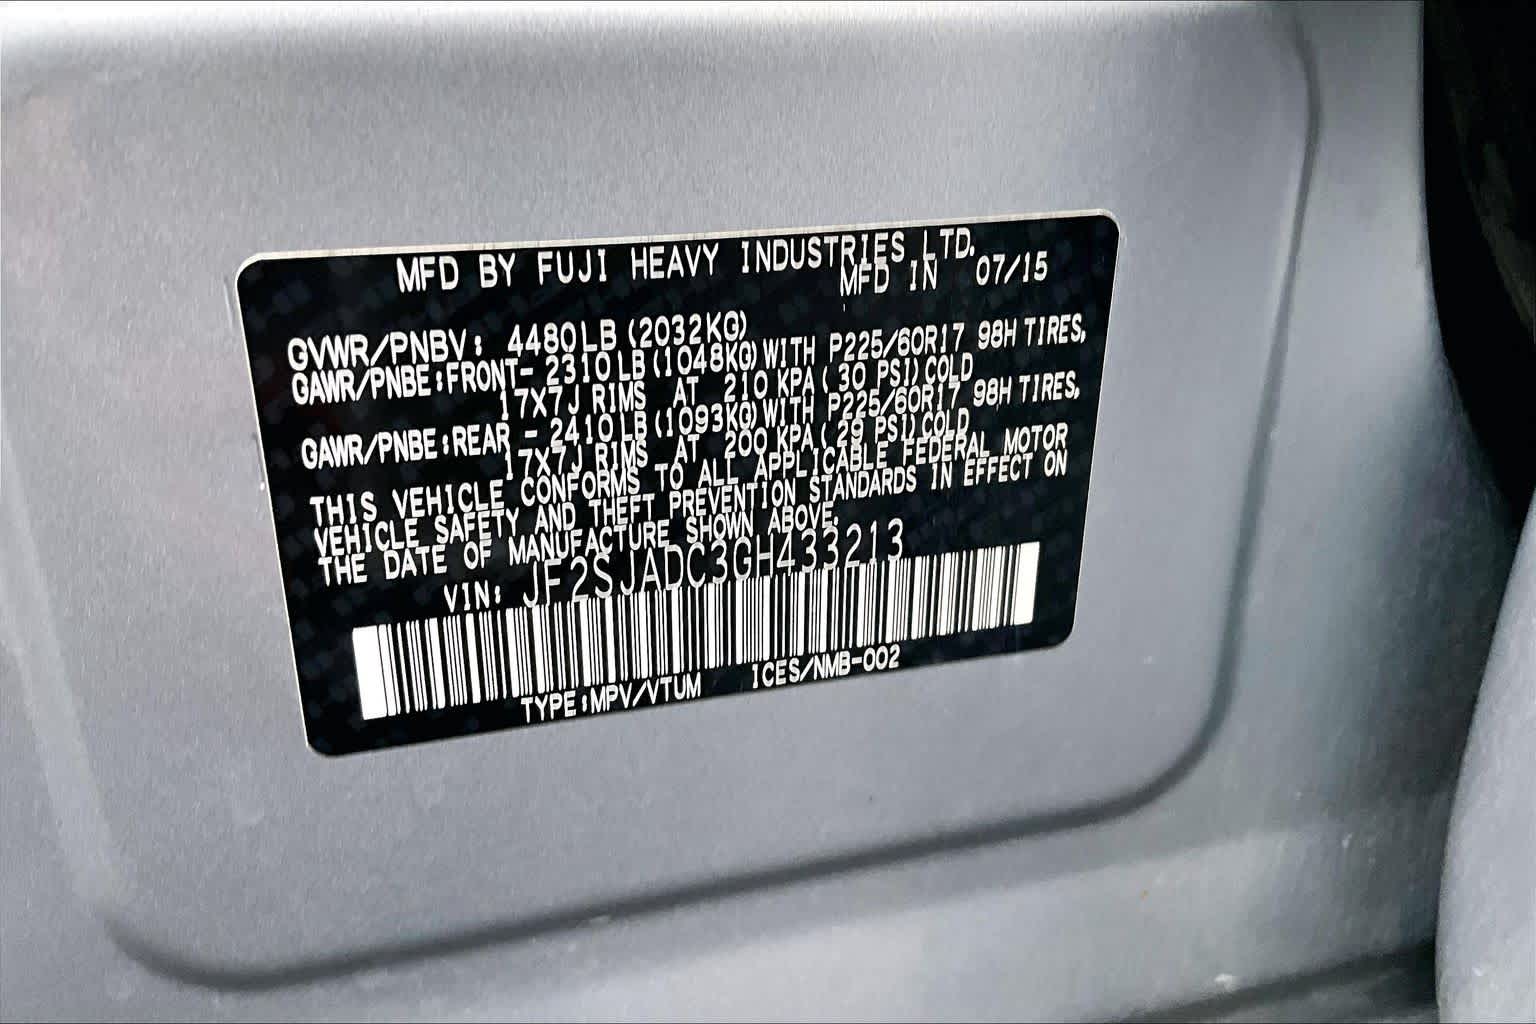 MFD BY FUJI HEAVY INDUSTRIES LTD.
MFD IN 07/15
GVWR/PNBV: 4480LB (2032KG)
GAWR/PNBE:FRONT- 2310LB(1048KG)WITH P225/60R17 98H TIRES,
17X7J RIMS AT 210 KPA( 30 PSI)COLD
GAWR/PNBE:REAR - 2410LB(1093KG)WITH P225/60R17 98H TIRES,
17X7J RIMS AT 200 KPA( 29 PSI)COLD
THIS VEHICLE CONFORMS TO ALL APPLICABLE FEDERAL MOTOR
VEHICLE SAFETY AND THEFT PREVENTION STANDARDS IN EFFECT ON
THE DATE OF MANUFACTURE SHOWN ABOVE.
VIN: JF2SJADC3GH433213
TYPE:MPV/VTUM ICES/NMB-002